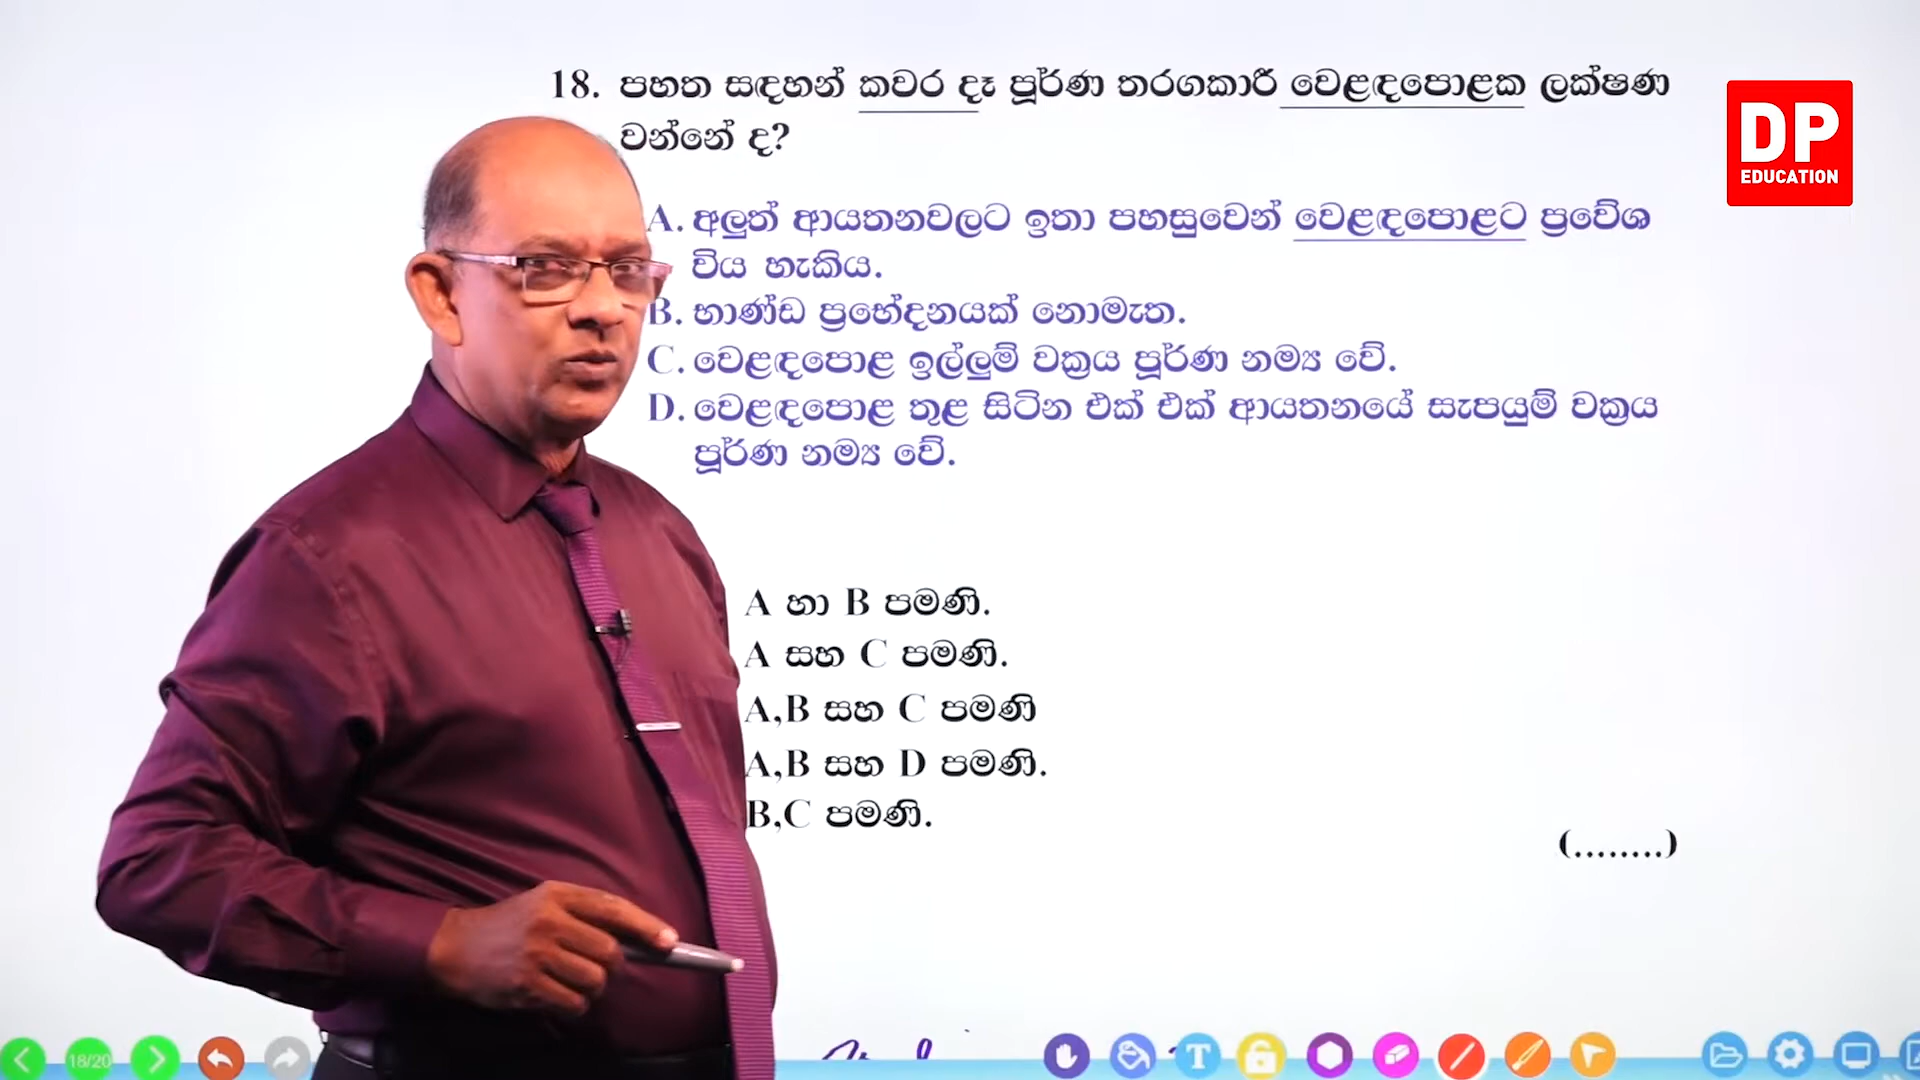 18. පහත සඳහන් කවර දෑ පූර්ණ තරගකාරී වෙළඳපොළක ලක්ෂණ
වන්නේ ද?
DP
EDUCATION
A. අලුත් ආයතනවලට ඉතා පහසුවෙන් වෙළඳපොළට ප්‍රවේශ
විය හැකිය.
B. භාණ්ඩ ප්‍රභේදනයක් නොමැත.
C. වෙළඳපොළ ඉල්ලුම් වක්‍රය පූර්ණ නම්‍ය වේ.
D. වෙළඳපොළ තුළ සිටින එක් එක් ආයතනයේ සැපයුම් වක්‍රය
පූර්ණ නම්‍ය වේ.
A හා B පමණි.
A සහ C පමණි.
A,B සහ C පමණි
A,B සහ D පමණි.
B,C පමණි.
(........)
18/20
T